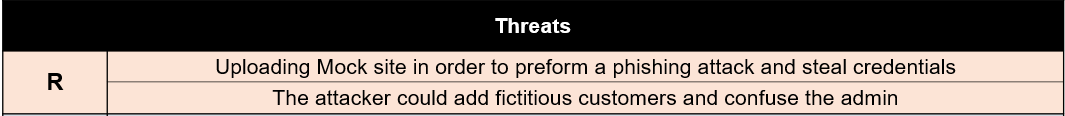 Threats
R
Uploading Mock site in order to preform a phishing attack and steal credentials
The attacker could add fictitious customers and confuse the admin